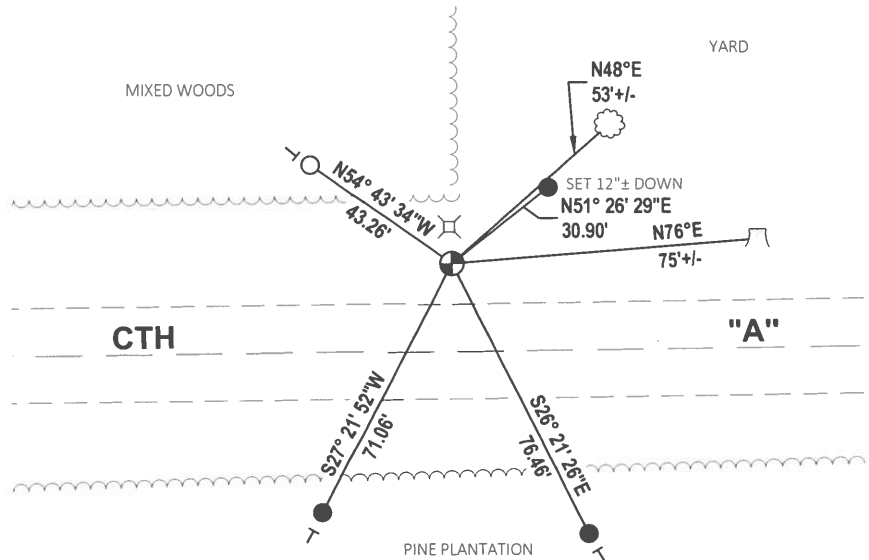 YARD
MIXED WOODS
N48°E
53'+/-
N54° 43' 34"W
43.26'
SET 12"± DOWN
N51° 26' 29"E
30.90'
N76°E
75'+/-
CTH
"A"
S27° 21' 52"W
71.06'
S26° 21' 26"E
76.46'
PINE PLANTATION